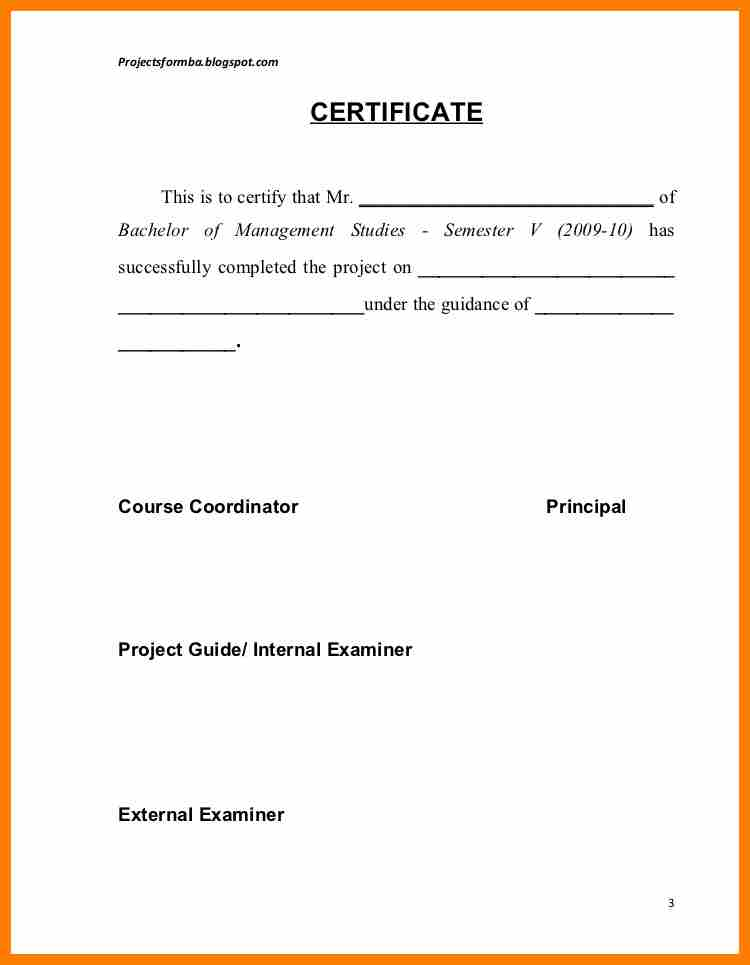 Projectsformba.blogspot.com
CERTIFICATE
This is to certify that Mr. ______________________________ of
Bachelor of Management Studies - Semester V (2009-10) has
successfully completed the project on __________________________
_________________________under the guidance of ______________
____________.
Course Coordinator Principal
Project Guide/ Internal Examiner
External Examiner
3